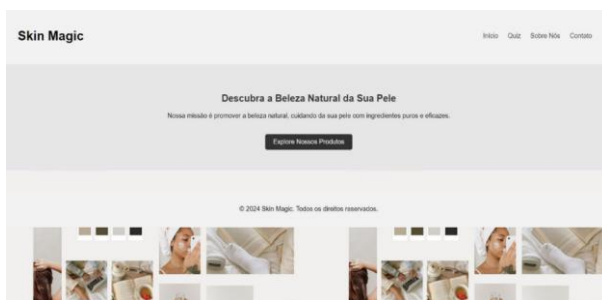 Skin Magic
Início Quiz Sobre Nós Contato
Descubra a Beleza Natural da Sua Pele
Nossa missão é promover a beleza natural, cuidando da sua pele com ingredientes puros e eficazes.
Explore Nossos Produtos
© 2024 Skin Magic. Todos os direitos reservados.